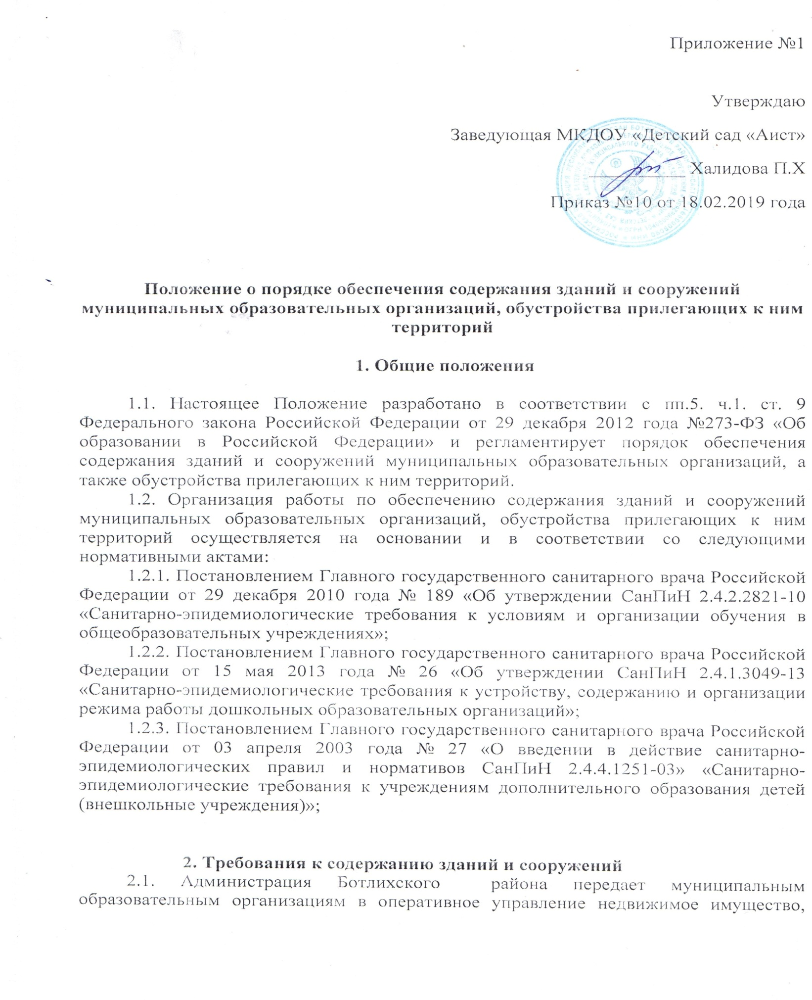 Приложение №1
Утверждаю
Заведующая МКДОУ «Детский сад «Аист»
Халидова П.Х
Приказ №10 от 18.02.2019 года
Положение о порядке обеспечения содержания зданий и сооружений
муниципальных образовательных организаций, обустройства прилегающих к ним
территорий
1. Общие положения
1.1. Настоящее Положение разработано в соответствии с пп.5. ч.1. ст. 9
Федерального закона Российской Федерации от 29 декабря 2012 года №273-ФЗ «Об
образовании в Российской Федерации» и регламентирует порядок обеспечения
содержания зданий и сооружений муниципальных образовательных организаций, а
также обустройства прилегающих к ним территорий.
1.2. Организация работы по обеспечению содержания зданий и сооружений
муниципальных образовательных организаций, обустройства прилегающих к ним
территорий осуществляется на основании и в соответствии со следующими
нормативными актами:
1.2.1. Постановлением Главного государственного санитарного врача Российской
Федерации от 29 декабря 2010 года № 189 «Об утверждении СанПиН 2.4.2.2821-10
«Санитарно-эпидемиологические требования к условиям и организации обучения в
общеобразовательных учреждениях»;
1.2.2. Постановлением Главного государственного санитарного врача Российской
Федерации от 15 мая 2013 года № 26 «Об утверждении СанПиН 2.4.1.3049-13
«Санитарно-эпидемиологические требования к устройству, содержанию и организации
режима работы дошкольных образовательных организаций»;
1.2.3. Постановлением Главного государственного санитарного врача Российской
Федерации от 03 апреля 2003 года № 27 «О введении в действие санитарно-
эпидемиологических правил и нормативов СанПиН 2.4.4.1251-03» «Санитарно-
эпидемиологические требования к учреждениям дополнительного образования детей
(внешкольные учреждения)»;
2. Требования к содержанию зданий и сооружений
2.1. Администрация Ботлихского района передает муниципальным
образовательным организациям в оперативное управление недвижимое имущество,